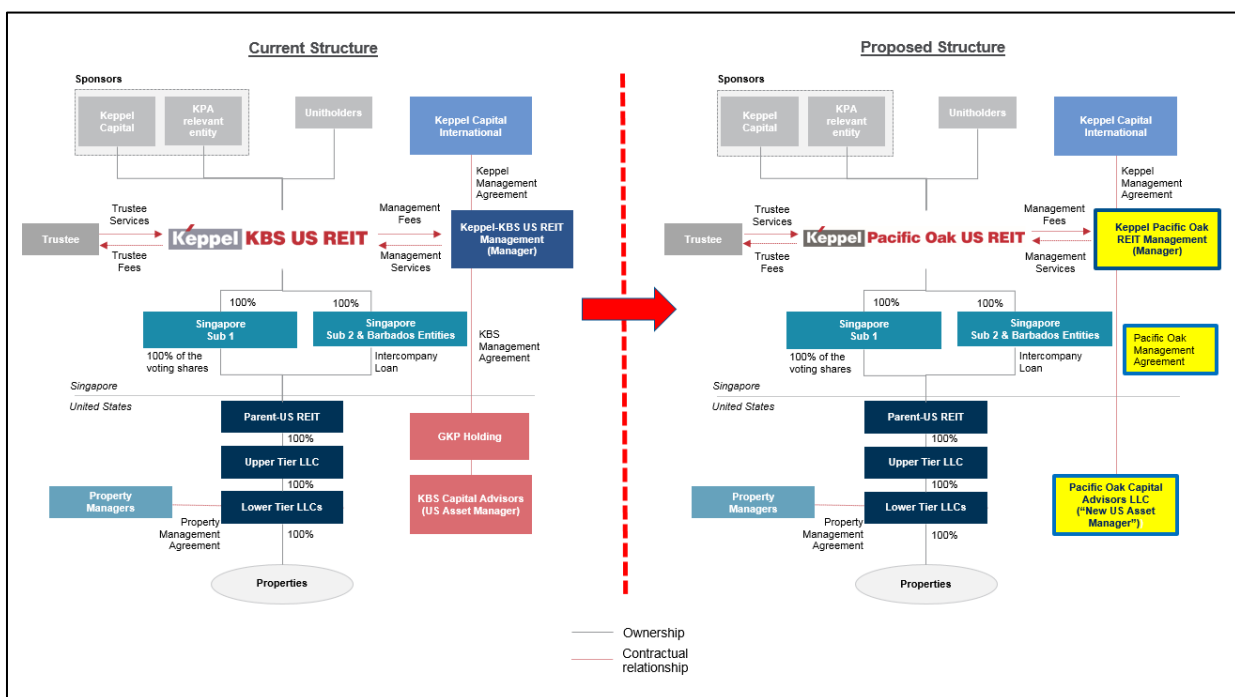 Current Structure
Sponsors
Keppel
Capital
KPA
relevant
entity
Unitholders
Keppel Capital
International
Keppel
Management
Agreement
Trustee
Trustee
Services
Trustee
Fees
Keppel KBS US REIT
Management
Fees
Management
Services
Keppel-KBS US REIT
Management
(Manager)
100%
100%
Singapore
Sub 1
Singapore
Sub 2 & Barbados Entities
KBS
Management
Agreement
100% of the
voting shares
Intercompany
Loan
Singapore
United States
Parent-US REIT
100%
Upper Tier LLC
100%
Lower Tier LLCs
100%
GKP Holding
KBS Capital Advisors
(US Asset Manager)
Property
Managers
Property
Management
Agreement
Properties
Proposed Structure
Sponsors
Keppel
Capital
KPA
relevant
entity
Unitholders
Keppel Capital
International
Keppel
Management
Agreement
Trustee
Trustee
Services
Trustee
Fees
Keppel Pacific Oak US REIT
Management
Fees
Management
Services
Keppel Pacific Oak
REIT Management
(Manager)
100%
100%
Singapore
Sub 1
Singapore
Sub 2 & Barbados Entities
Pacific Oak
Management
Agreement
100% of the
voting shares
Intercompany
Loan
Singapore
United States
Parent-US REIT
100%
Upper Tier LLC
100%
Lower Tier LLCs
100%
Pacific Oak Capital
Advisors LLC
(“New US Asset
Manager”)
Property
Managers
Property
Management
Agreement
Properties
Ownership
Contractual
relationship